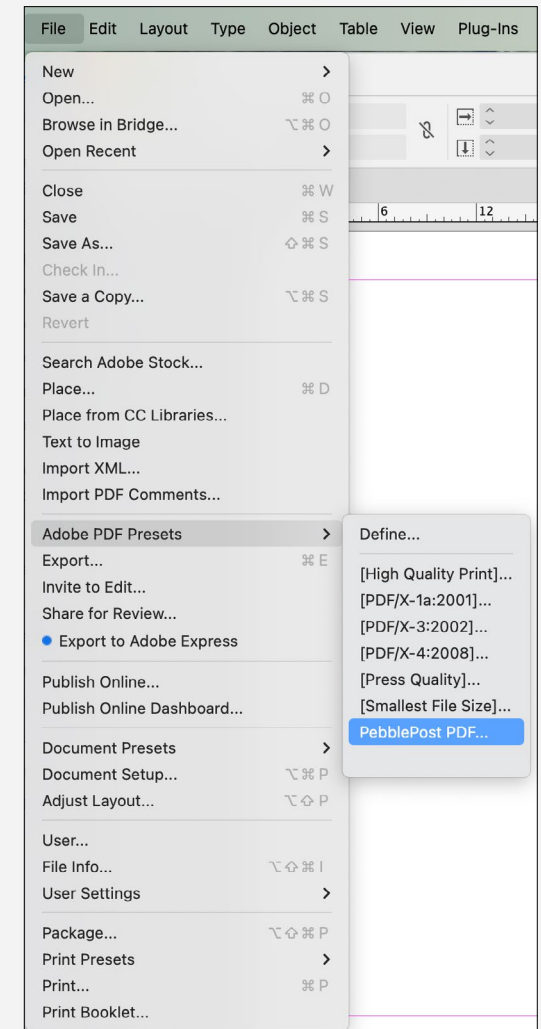 File Edit Layout Type Object Table View Plug-Ins
New >
Open... ⌘ O
Browse in Bridge... ⌥ ⌘ O
Open Recent >
Close ⌘ W
Save ⌘ S
Save As... ⇧ ⌘ S
Check In...
Save a Copy... ⌥ ⌘ S
Revert
6 12
Search Adobe Stock...
Place... ⌘ D
Place from CC Libraries...
Text to Image
Import XML...
Import PDF Comments...
Adobe PDF Presets >
Export... ⌘ E
Invite to Edit...
Share for Review...
Export to Adobe Express
Publish Online...
Publish Online Dashboard...
Document Presets >
Document Setup... ⌥ ⌘ P
Adjust Layout... ⌥ ⇧ P
User...
File Info... ⌥ ⇧ ⌘ I
User Settings >
Package... ⌥ ⇧ ⌘ P
Print Presets >
Print... ⌘ P
Print Booklet...
Define...
[High Quality Print]...
[PDF/X-1a:2001]...
[PDF/X-3:2002]...
[PDF/X-4:2008]...
[Press Quality]...
[Smallest File Size]...
PebblePost PDF...